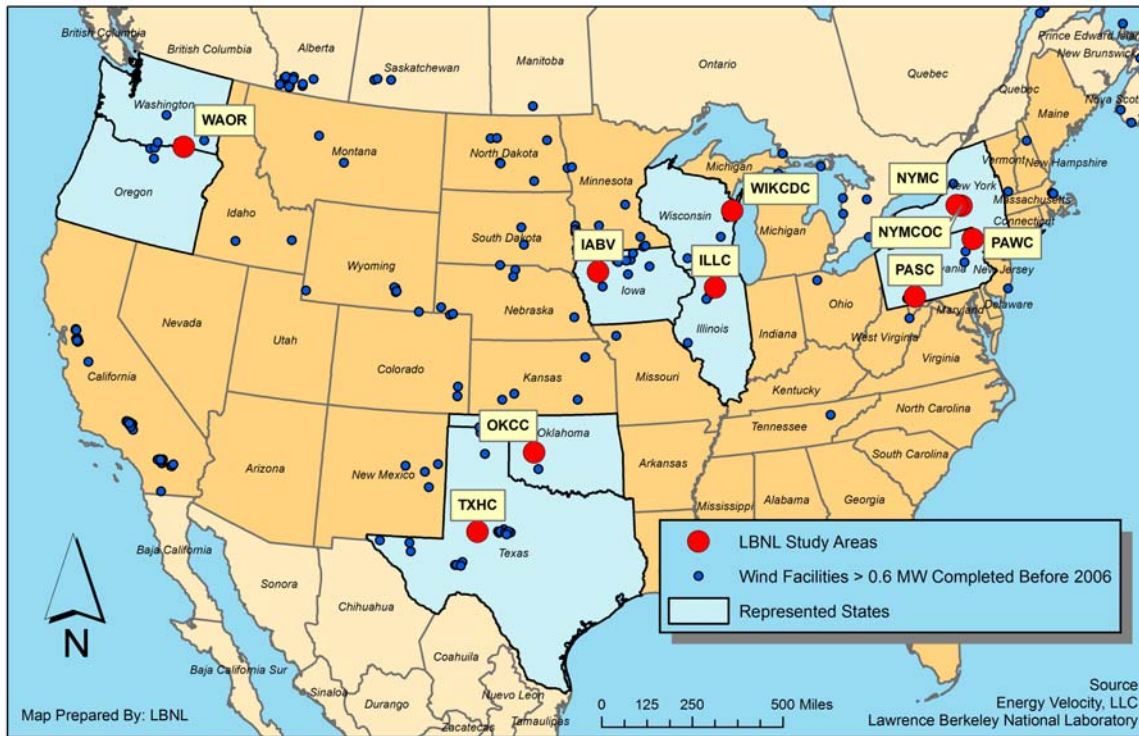 British Columbia
British Columbia
Alberta
Saskatchewan
Manitoba
Ontario
Quebec
Prince Edward Islan
New Brunswick
Quebec
Nova Scot
Maine
Washington
WAOR
Montana
North Dakota
Minnesota
Michigan
Vermont
New Hampshire
NYMC
New York
Massachusetts
Connecticut
WIKCDC
Wisconsin
Oregon
Idaho
South Dakota
Michigan
NYMCOC
PAWC
IABV
ILLC
Wyoming
Iowa
PASC
vania
New Jersey
Nebraska
Ohio
Delaware
Maryland
Nevada
Utah
Illinois
Indiana
West Virginia
Virginia
California
Colorado
Kansas
Missouri
Kentucky
North Carolina
Tennessee
OKCC
Oklahoma
Arizona
New Mexico
Arkansas
South Carolina
Mississippi
Alabama
Georgia
TXHC
Texas
LBNL Study Areas
Wind Facilities > 0.6 MW Completed Before 2006
Represented States
Baja California
Sonora
Chihuahua
Coahuila
Baja California Sur
Sinaloa
Durango
Nuevo Leon
Zacatecas
Tamaulipas
N
Map Prepared By: LBNL
0 125 250 500 Miles
Source
Energy Velocity, LLC
Lawrence Berkeley National Laboratory